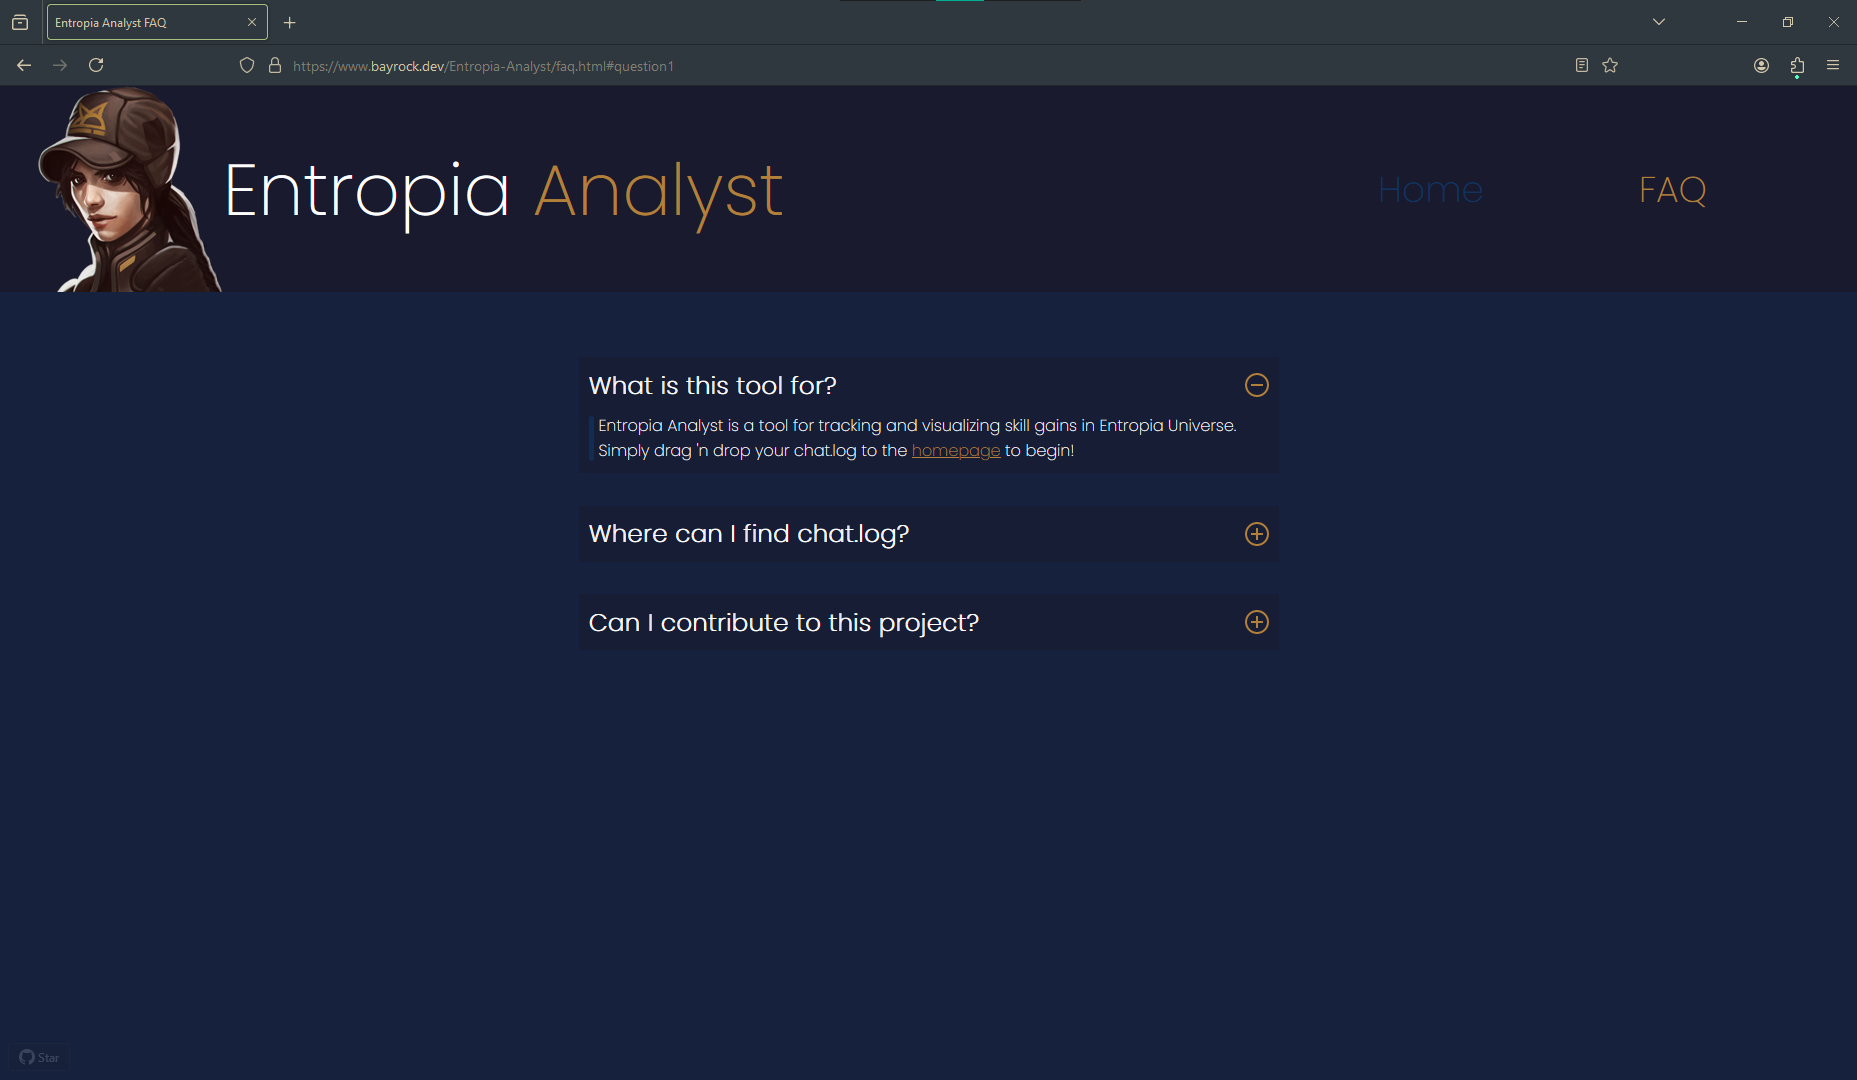 Entropia Analyst FAQ
https://www.bayrock.dev/Entropia-Analyst/faq.html#question1
Entropia Analyst
Home
FAQ
What is this tool for?
Entropia Analyst is a tool for tracking and visualizing skill gains in Entropia Universe.
Simply drag 'n drop your chat.log to the homepage to begin!
Where can I find chat.log?
Can I contribute to this project?
Star